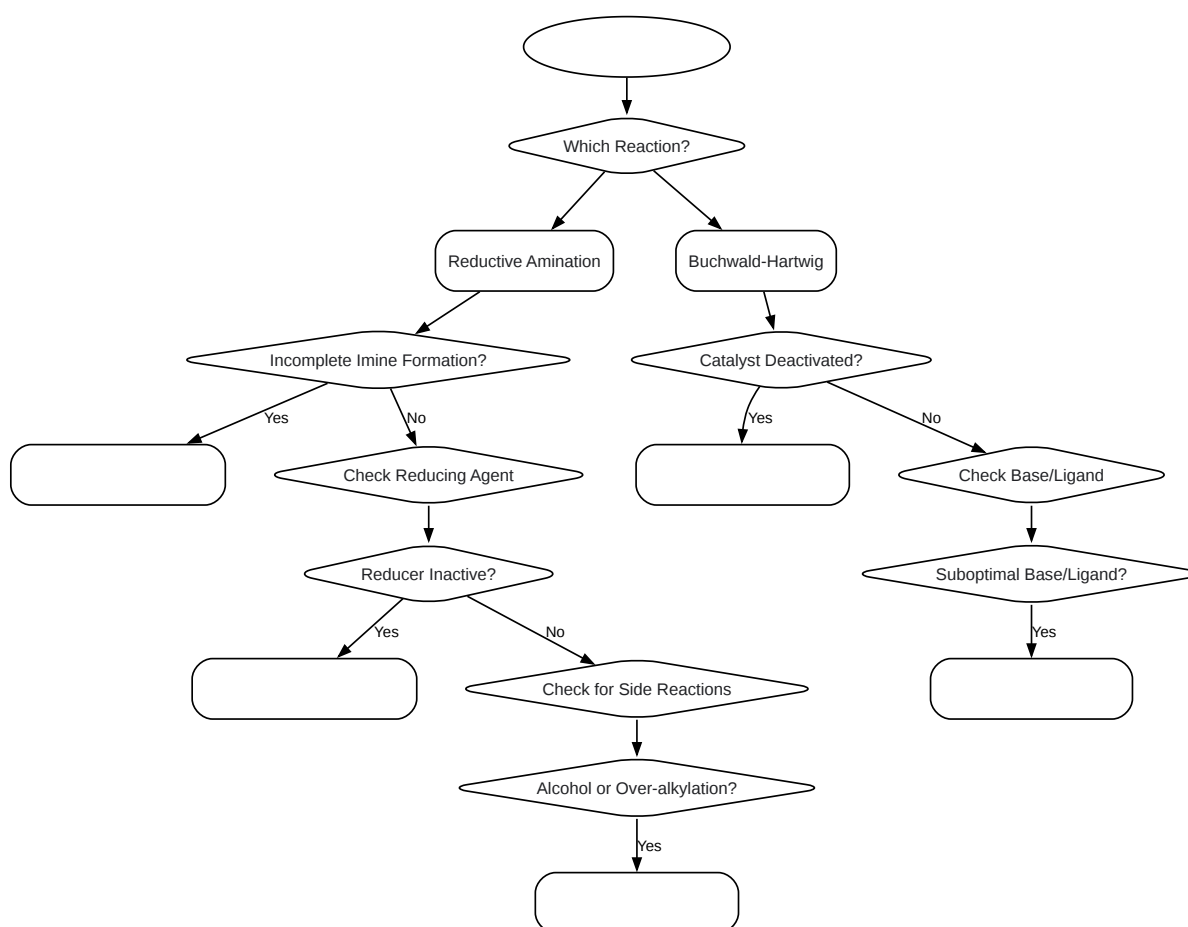 Which Reaction?
Reductive Amination
Buchwald-Hartwig
Incomplete Imine Formation?
Catalyst Deactivated?
Yes
No
Yes
No
Check Reducing Agent
Check Base/Ligand
Reducer Inactive?
Suboptimal Base/Ligand?
Yes
No
Yes
Check for Side Reactions
Alcohol or Over-alkylation?
Yes